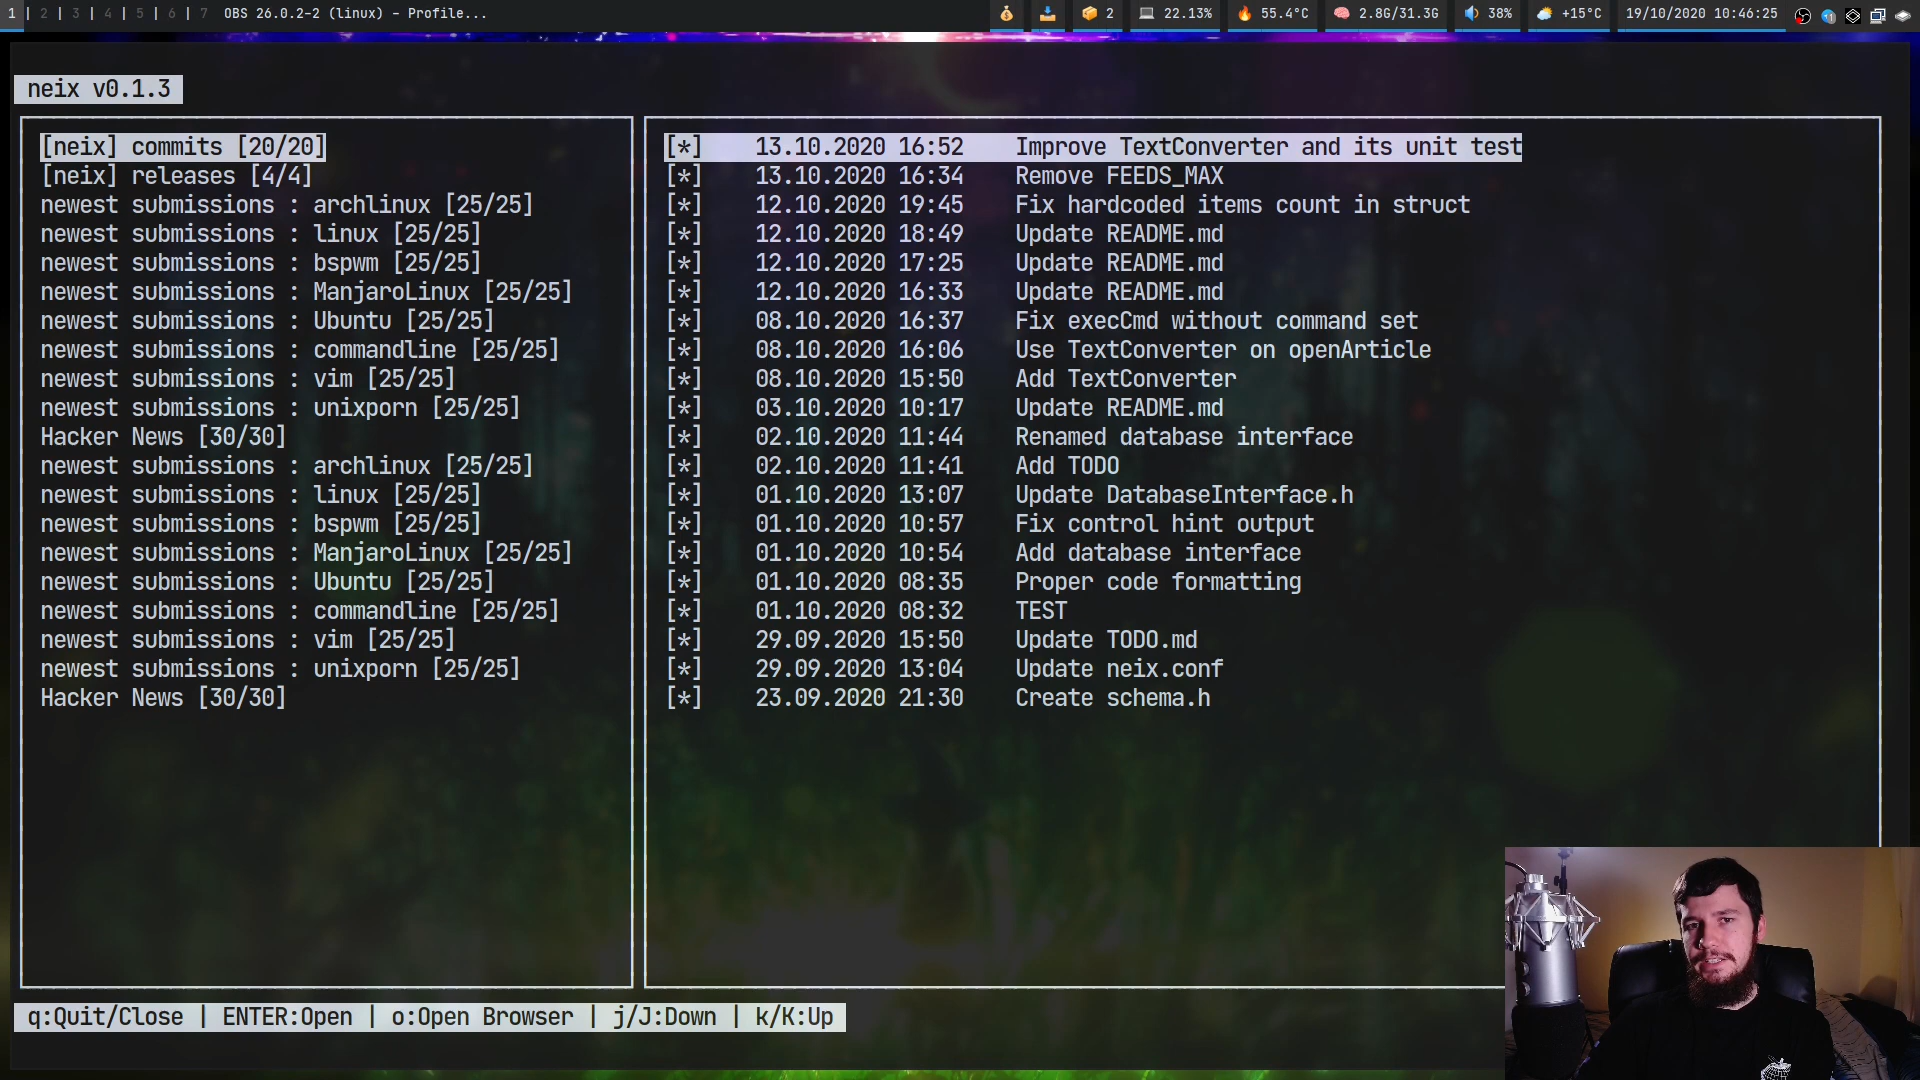 1 | 2 | 3 | 4 | 5 | 6 | 7 OBS 26.0.2-2 (linux) - Profile... 2 22.13% 55.4°C 2.8G/31.3G 38% +15°C 19/10/2020 10:46:25
neix v0.1.3
[neix] commits [20/20]
[neix] releases [4/4]
newest submissions : archlinux [25/25]
newest submissions : linux [25/25]
newest submissions : bspwm [25/25]
newest submissions : ManjaroLinux [25/25]
newest submissions : Ubuntu [25/25]
newest submissions : commandline [25/25]
newest submissions : vim [25/25]
newest submissions : unixporn [25/25]
Hacker News [30/30]
newest submissions : archlinux [25/25]
newest submissions : linux [25/25]
newest submissions : bspwm [25/25]
newest submissions : ManjaroLinux [25/25]
newest submissions : Ubuntu [25/25]
newest submissions : commandline [25/25]
newest submissions : vim [25/25]
newest submissions : unixporn [25/25]
Hacker News [30/30]
[*] 13.10.2020 16:52 Improve TextConverter and its unit test
[*] 13.10.2020 16:34 Remove FEEDS_MAX
[*] 12.10.2020 19:45 Fix hardcoded items count in struct
[*] 12.10.2020 18:49 Update README.md
[*] 12.10.2020 17:25 Update README.md
[*] 12.10.2020 16:33 Update README.md
[*] 08.10.2020 16:37 Fix execCmd without command set
[*] 08.10.2020 16:06 Use TextConverter on openArticle
[*] 08.10.2020 15:50 Add TextConverter
[*] 03.10.2020 10:17 Update README.md
[*] 02.10.2020 11:44 Renamed database interface
[*] 02.10.2020 11:41 Add TODO
[*] 01.10.2020 13:07 Update DatabaseInterface.h
[*] 01.10.2020 10:57 Fix control hint output
[*] 01.10.2020 10:54 Add database interface
[*] 01.10.2020 08:35 Proper code formatting
[*] 01.10.2020 08:32 TEST
[*] 29.09.2020 15:50 Update TODO.md
[*] 29.09.2020 13:04 Update neix.conf
[*] 23.09.2020 21:30 Create schema.h
q:Quit/Close | ENTER:Open | o:Open Browser | j/J:Down | k/K:Up